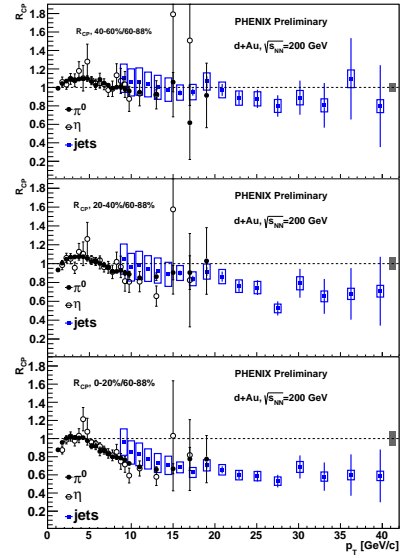 PHENIX Preliminary
R_CP, 40-60%/60-88%
d+Au, √s_NN=200 GeV
R_CP
1.8
1.6
1.4
1.2
1
0.8
0.6
0.4
0.2
π⁰
η
jets
PHENIX Preliminary
R_CP, 20-40%/60-88%
d+Au, √s_NN=200 GeV
R_CP
1.8
1.6
1.4
1.2
1
0.8
0.6
0.4
0.2
π⁰
η
jets
PHENIX Preliminary
R_CP, 0-20%/60-88%
d+Au, √s_NN=200 GeV
R_CP
1.8
1.6
1.4
1.2
1
0.8
0.6
0.4
0.2
0
π⁰
η
jets
0 5 10 15 20 25 30 35 40
p_T [GeV/c]